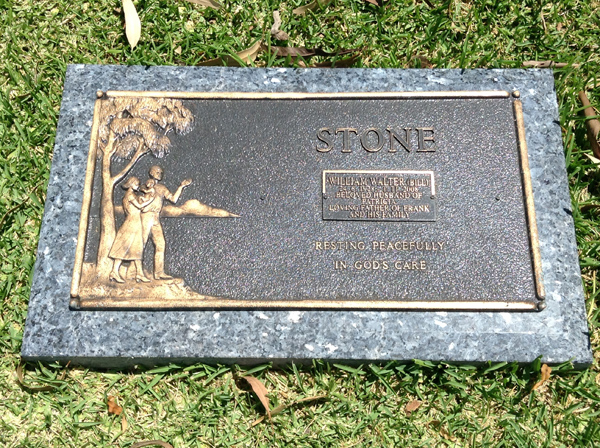 STONE
WILLIAM WALTER (BILL)
BELOVED HUSBAND OF
PATRICIA
LOVING FATHER OF FRANK
AND HIS FAMILY
"RESTING PEACEFULLY"
IN GOD'S CARE